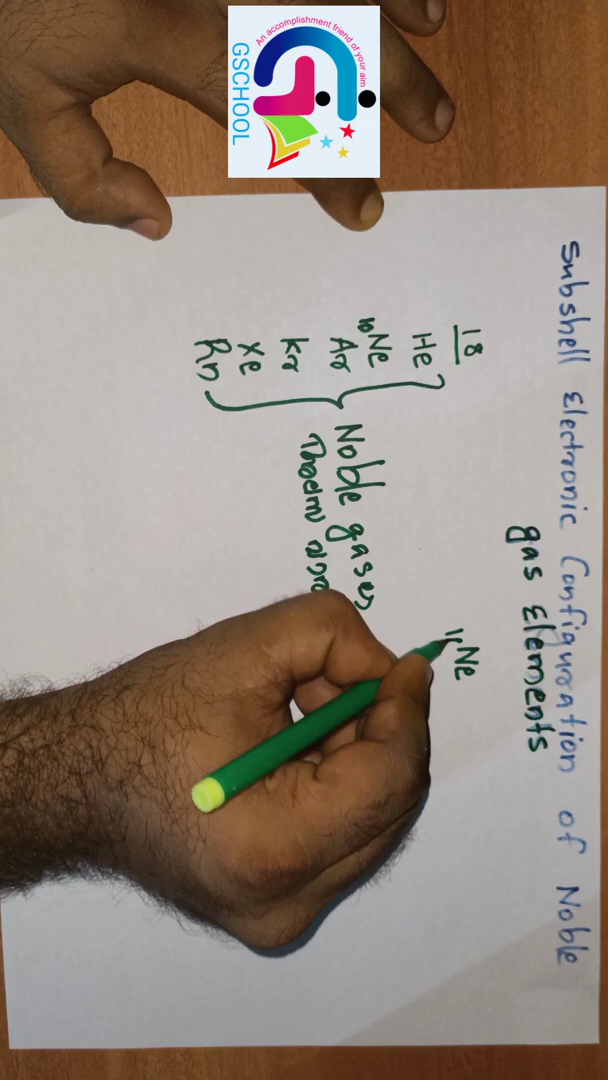 An accomplishment friend of your aim
GSCHOOL
Subshell Electronic Configuration of Noble
gas Elements
18
He
10Ne
Ar
Kr
Xe
Rn
Noble gases
Ne